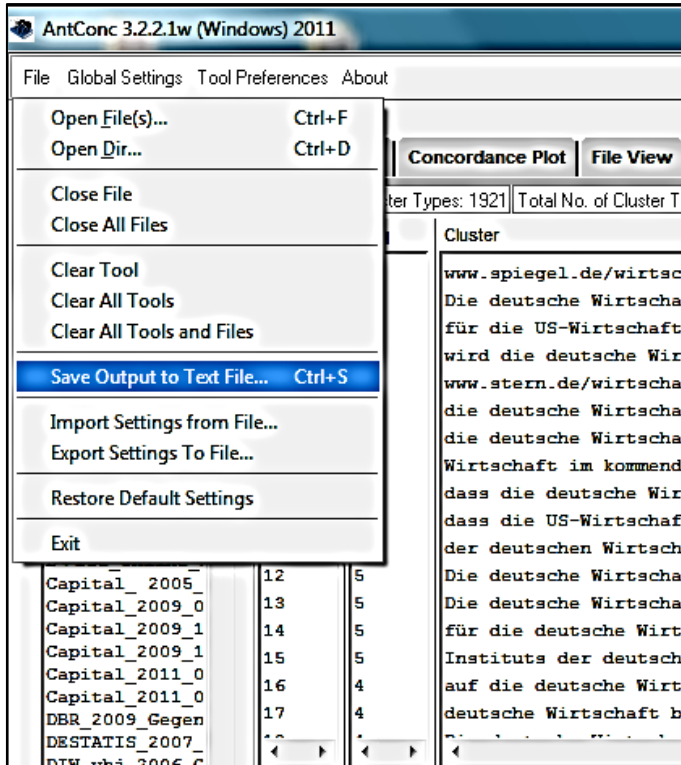 AntConc 3.2.2.1w (Windows) 2011
File Global Settings Tool Preferences About
Open File(s)... Ctrl+F
Open Dir... Ctrl+D
Close File
Close All Files
Clear Tool
Clear All Tools
Clear All Tools and Files
Save Output to Text File... Ctrl+S
Import Settings from File...
Export Settings To File...
Restore Default Settings
Exit
Concordance Plot File View
ter Types: 1921 Total No. of Cluster T
Cluster
www.spiegel.de/wirtsc
Die deutsche Wirtscha
für die US-Wirtschaft
wird die deutsche Wir
www.stern.de/wirtscha
die deutsche Wirtscha
die deutsche Wirtscha
Wirtschaft im kommend
dass die deutsche Wir
dass die US-Wirtschaf
der deutschen Wirtsch
12 5 Die deutsche Wirtscha
13 5 Die deutsche Wirtscha
14 5 für die deutsche Wirt
15 5 Instituts der deutsch
16 4 auf die deutsche Wirt
17 4 deutsche Wirtschaft b
Capital_ 2005_
Capital_2009_0
Capital_2009_1
Capital_2009_1
Capital_2011_0
Capital_2011_0
DBR_2009_Gegen
DESTATIS_2007_